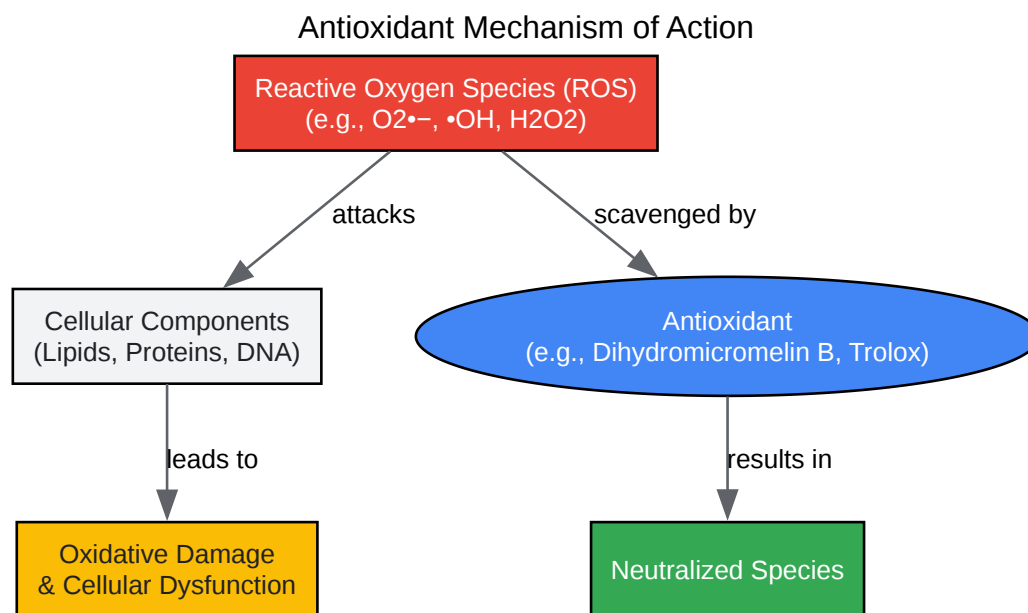 Antioxidant Mechanism of Action
Reactive Oxygen Species (ROS)
(e.g., O2•−, •OH, H2O2)
attacks
scavenged by
Cellular Components
(Lipids, Proteins, DNA)
Antioxidant
(e.g., Dihydromicromelin B, Trolox)
leads to
results in
Oxidative Damage
& Cellular Dysfunction
Neutralized Species